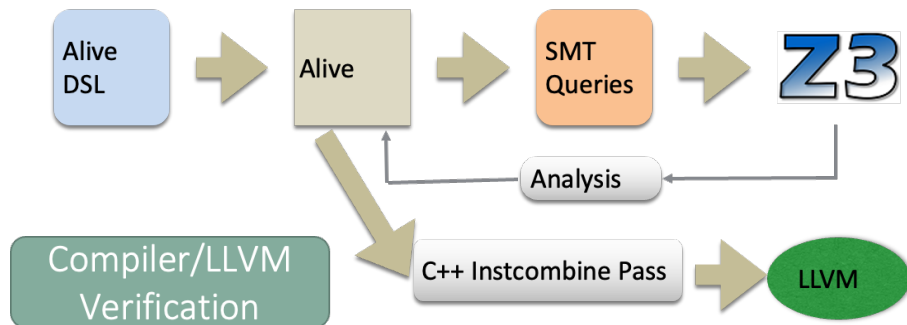 Alive
DSL
Alive
SMT
Queries
Z3
Analysis
Compiler/LLVM
Verification
C++ Instcombine Pass
LLVM